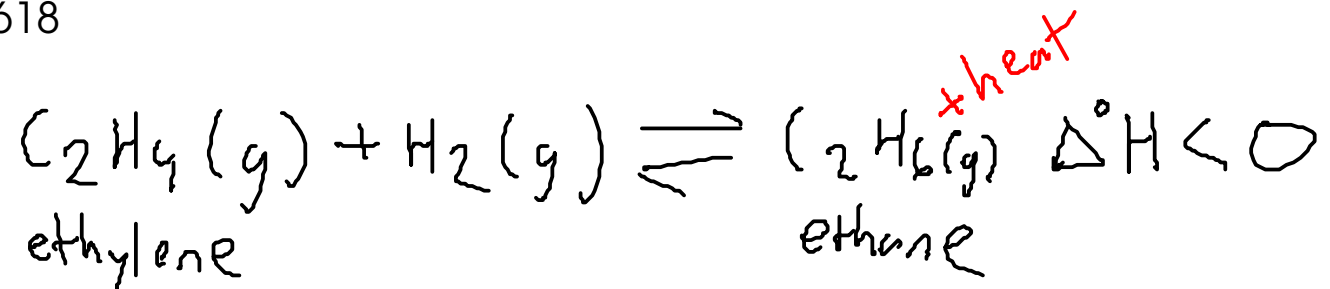 618
+heat
C2H4(g) + H2(g) ⇌ C2H6(g) Δ°H < 0
ethylene ethane